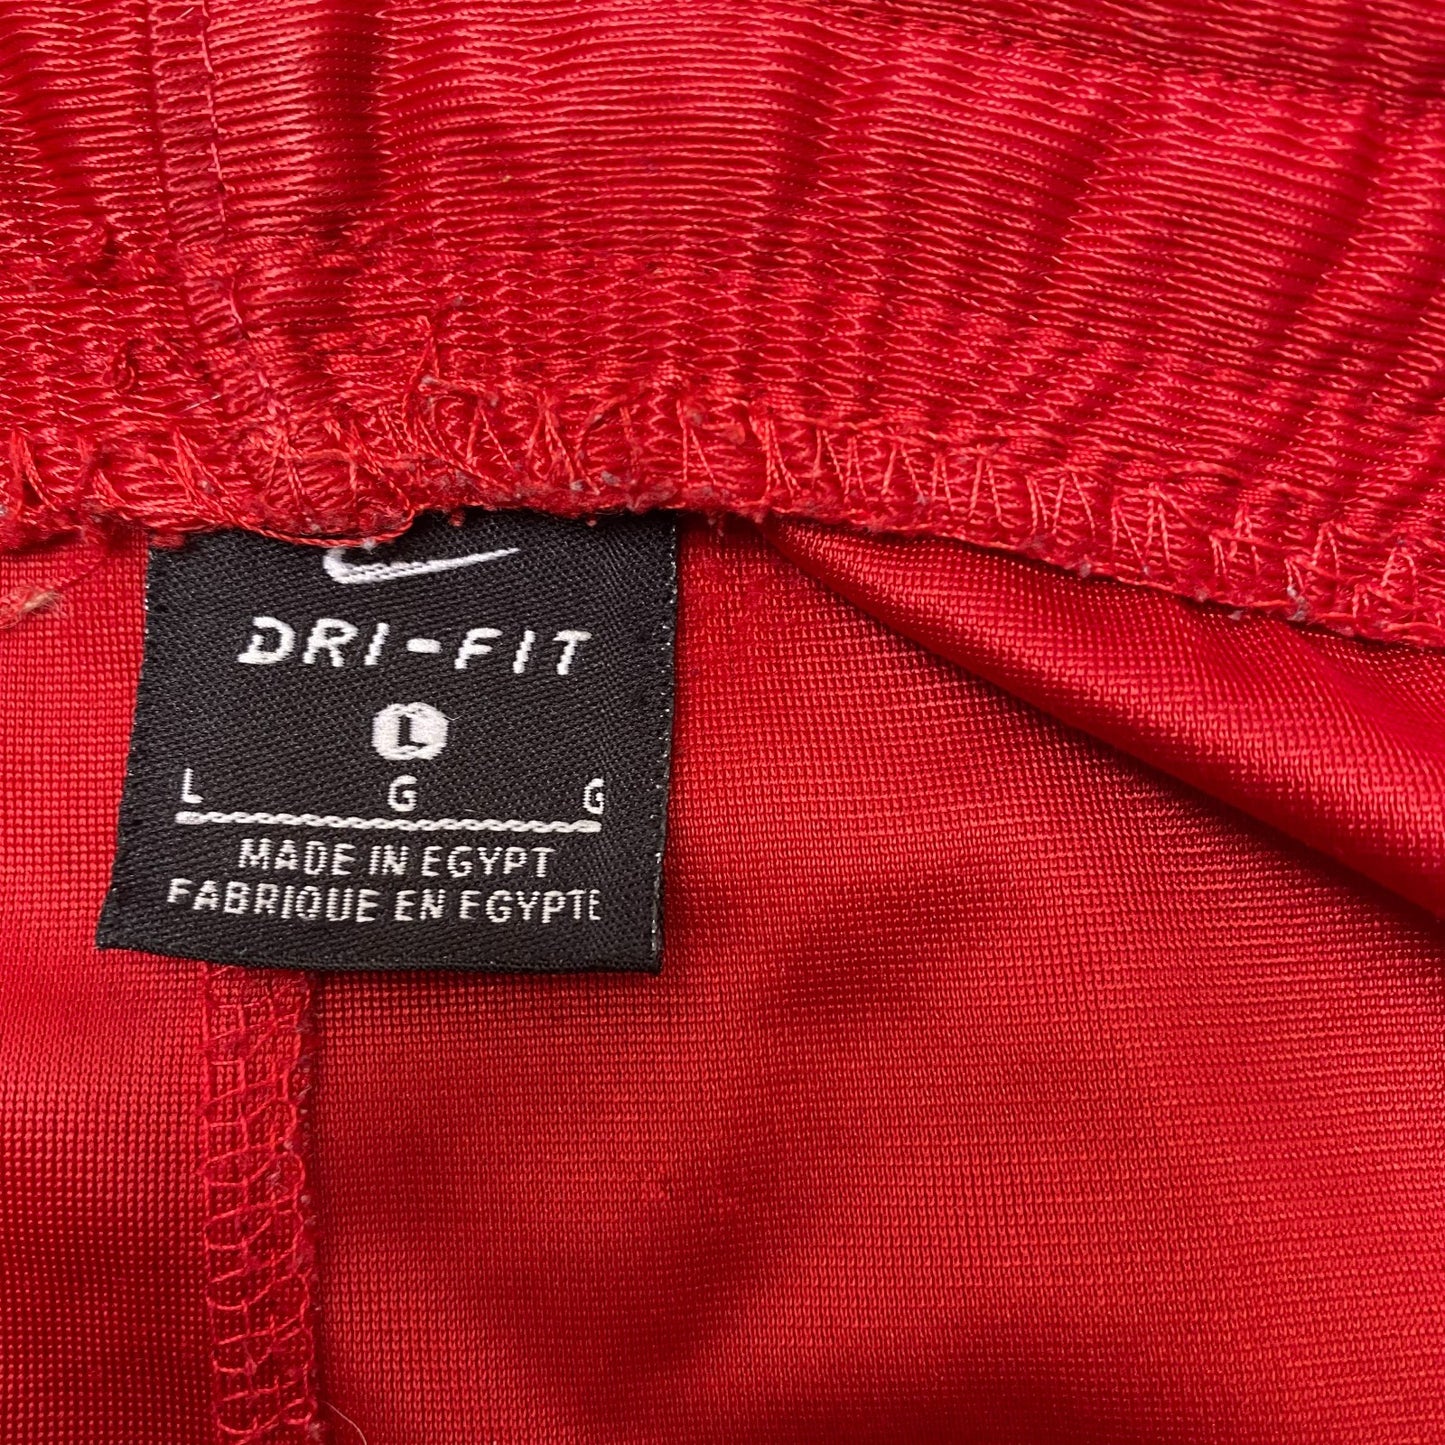 DRI-FIT
L
L G G
MADE IN EGYPT
FABRIQUE EN EGYPTE